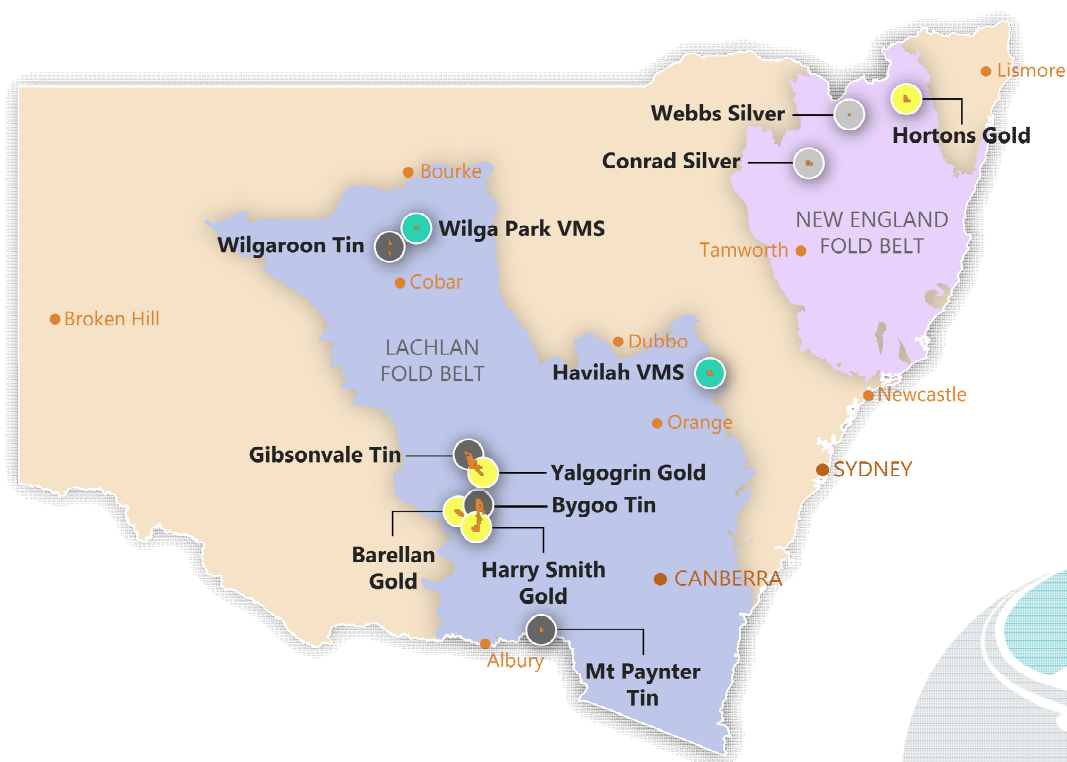 Lismore
Webbs Silver
Hortons Gold
Conrad Silver
Bourke
NEW ENGLAND
FOLD BELT
Wilga Park VMS
Wilgaroon Tin
Tamworth
Cobar
Broken Hill
Dubbo
LACHLAN
FOLD BELT
Havilah VMS
Newcastle
Orange
Gibsonvale Tin
Yalgogrin Gold
SYDNEY
Bygoo Tin
Barellan
Gold
Harry Smith
Gold
CANBERRA
Albury
Mt Paynter
Tin